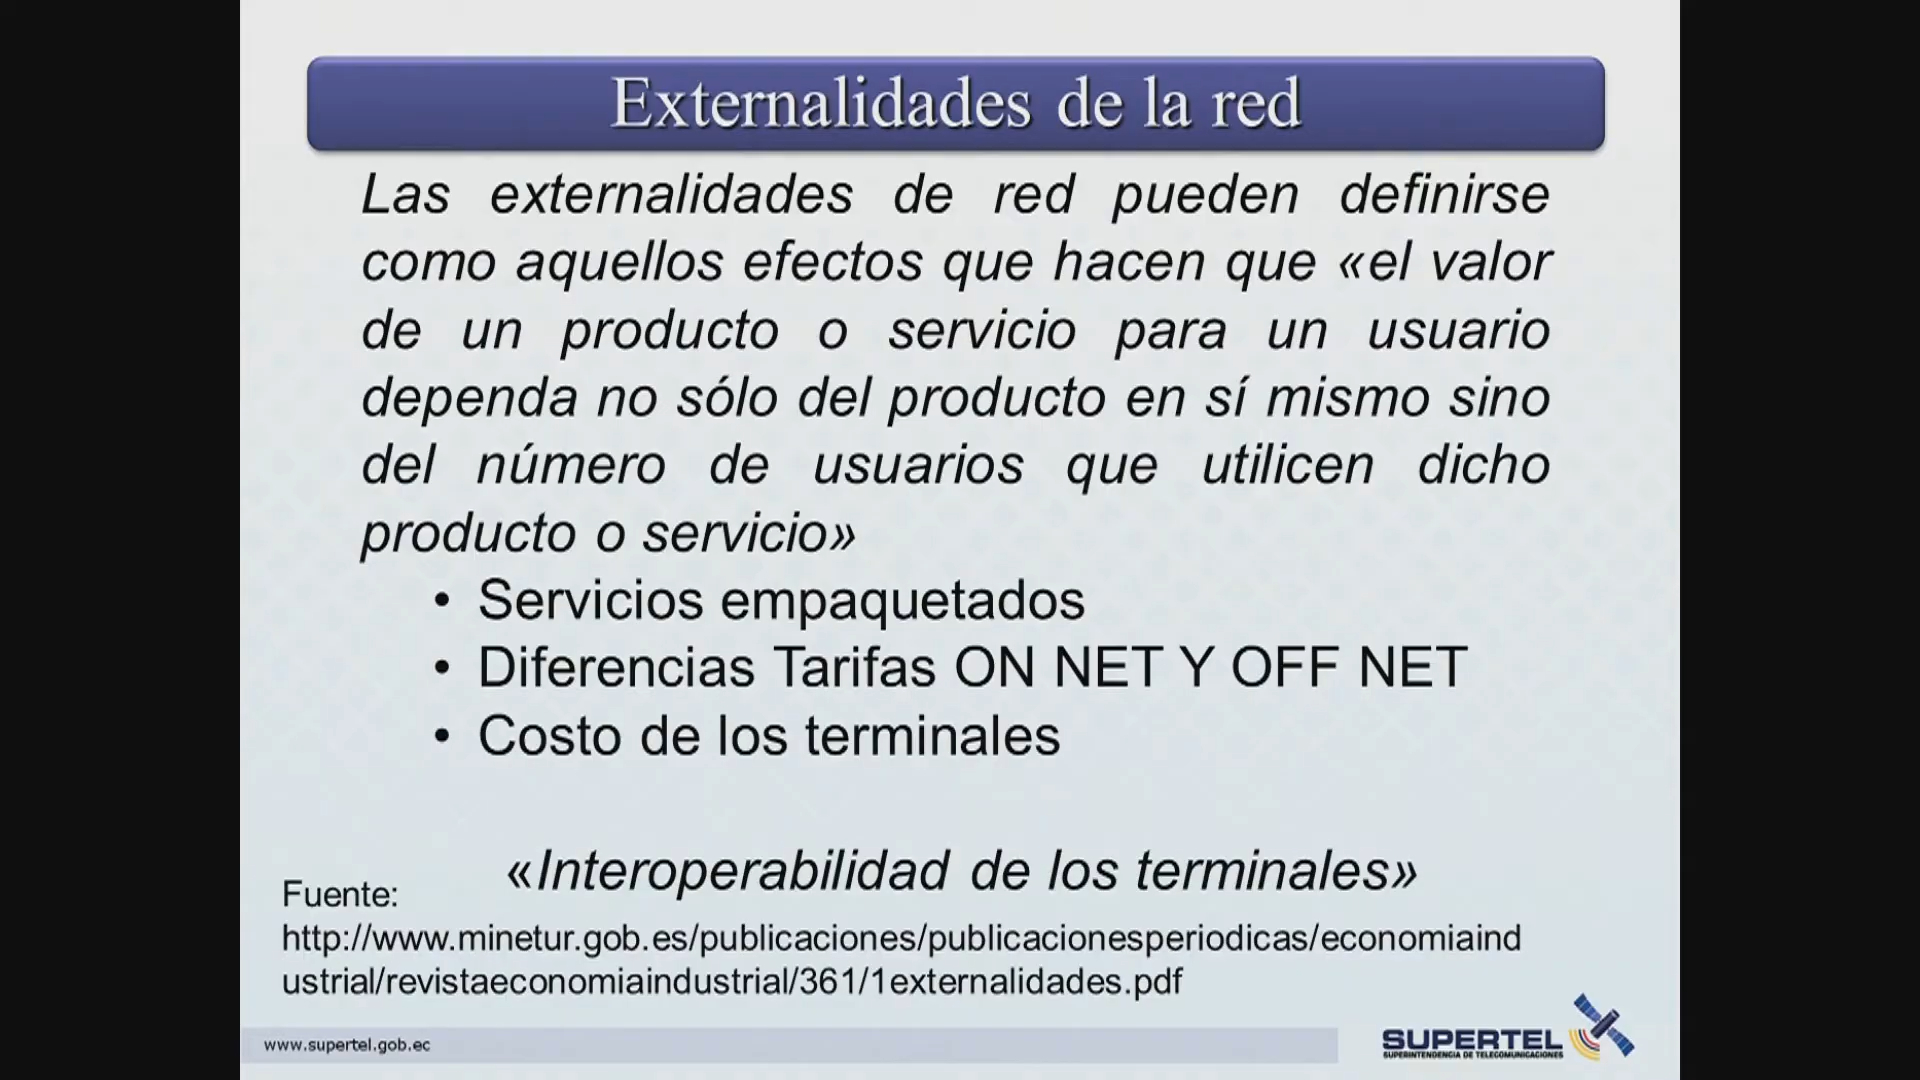 Externalidades de la red
Las externalidades de red pueden definirse
como aquellos efectos que hacen que «el valor
de un producto o servicio para un usuario
dependa no sólo del producto en sí mismo sino
del número de usuarios que utilicen dicho
producto o servicio»
• Servicios empaquetados
• Diferencias Tarifas ON NET Y OFF NET
• Costo de los terminales
«Interoperabilidad de los terminales»
Fuente:
http://www.minetur.gob.es/publicaciones/publicacionesperiodicas/economiaind
ustrial/revistaeconomiaindustrial/361/1externalidades.pdf
www.supertel.gob.ec
SUPERTEL
SUPERINTENDENCIA DE TELECOMUNICACIONES